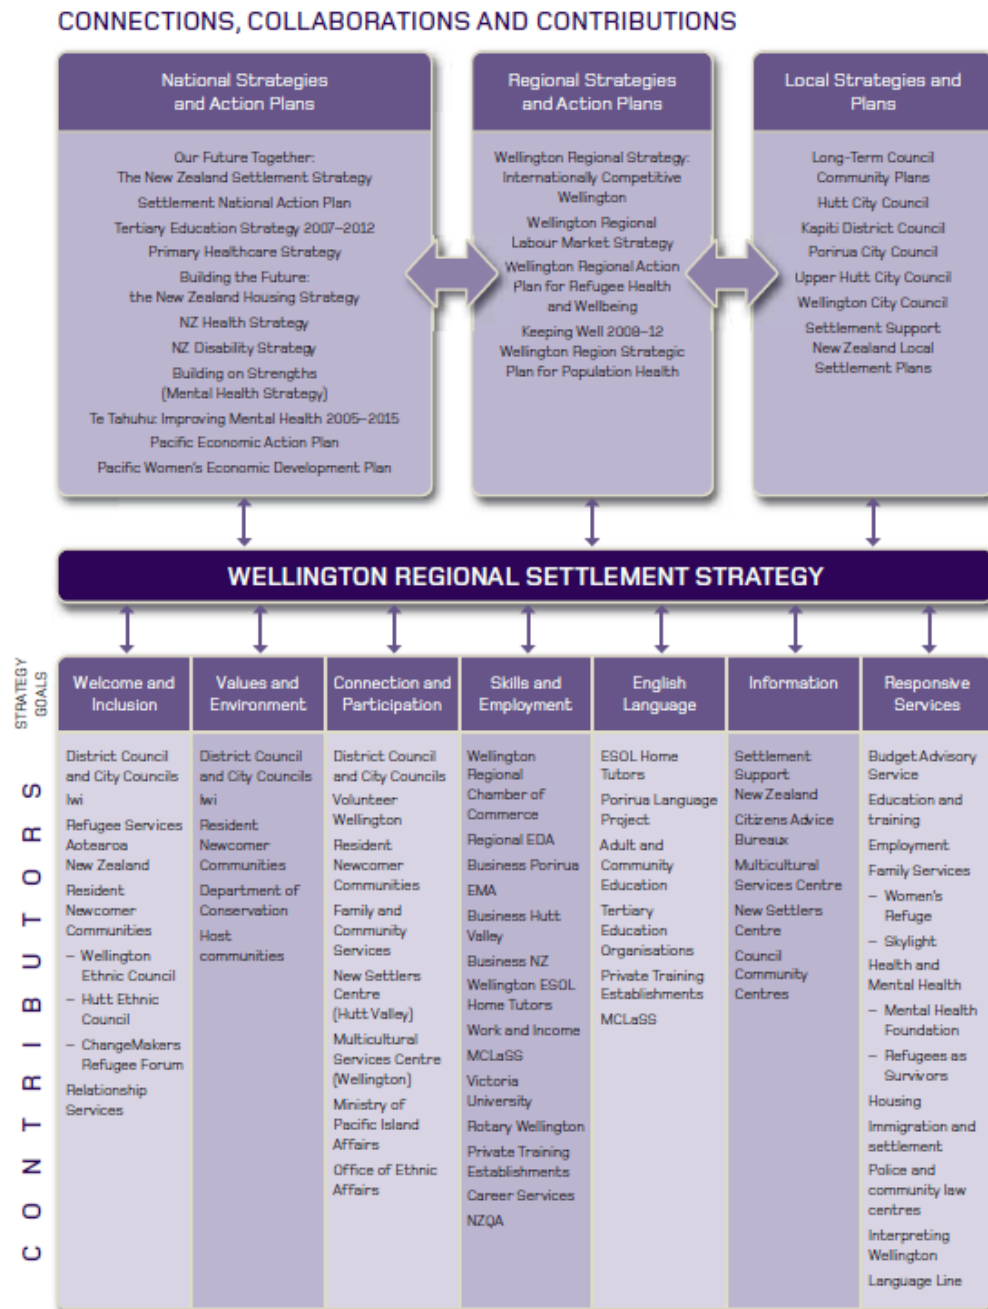 CONNECTIONS, COLLABORATIONS AND CONTRIBUTIONS
National Strategies
and Action Plans
Our Future Together:
The New Zealand Settlement Strategy
Settlement National Action Plan
Tertiary Education Strategy 2007–2012
Primary Healthcare Strategy
Building the Future:
the New Zealand Housing Strategy
NZ Health Strategy
NZ Disability Strategy
Building on Strengths
(Mental Health Strategy)
Te Tahuhu: Improving Mental Health 2005–2015
Pacific Economic Action Plan
Pacific Women's Economic Development Plan
Regional Strategies
and Action Plans
Wellington Regional Strategy:
Internationally Competitive
Wellington
Wellington Regional
Labour Market Strategy
Wellington Regional Action
Plan for Refugee Health
and Wellbeing
Keeping Well 2008–12
Wellington Region Strategic
Plan for Population Health
Local Strategies and
Plans
Long-Term Council
Community Plans
Hutt City Council
Kapiti District Council
Porirua City Council
Upper Hutt City Council
Wellington City Council
Settlement Support
New Zealand Local
Settlement Plans
WELLINGTON REGIONAL SETTLEMENT STRATEGY
STRATEGY
GOALS
CONTRIBUTORS
Welcome and
Inclusion
District Council
and City Councils
Iwi
Refugee Services
Aotearoa
New Zealand
Resident
Newcomer
Communities
– Wellington
Ethnic Council
– Hutt Ethnic
Council
– ChangeMakers
Refugee Forum
Relationship
Services
Values and
Environment
District Council
and City Councils
Iwi
Resident
Newcomer
Communities
Department of
Conservation
Host
communities
Connection and
Participation
District Council
and City Councils
Volunteer
Wellington
Resident
Newcomer
Communities
Family and
Community
Services
New Settlers
Centre
(Hutt Valley)
Multicultural
Services Centre
(Wellington)
Ministry of
Pacific Island
Affairs
Office of Ethnic
Affairs
Skills and
Employment
Wellington
Regional
Chamber of
Commerce
Regional EDA
Business Porirua
EMA
Business Hutt
Valley
Business NZ
Wellington ESOL
Home Tutors
Work and Income
MCLaSS
Victoria
University
Rotary Wellington
Private Training
Establishments
Career Services
NZQA
English
Language
ESOL Home
Tutors
Porirua Language
Project
Adult and
Community
Education
Tertiary
Education
Organisations
Private Training
Establishments
MCLaSS
Information
Settlement
Support
New Zealand
Citizens Advice
Bureaux
Multicultural
Services Centre
New Settlers
Centre
Council
Community
Centres
Responsive
Services
Budget Advisory
Service
Education and
training
Employment
Family Services
– Women's
Refuge
– Skylight
Health and
Mental Health
– Mental Health
Foundation
– Refugees as
Survivors
Housing
Immigration and
settlement
Police and
community law
centres
Interpreting
Wellington
Language Line